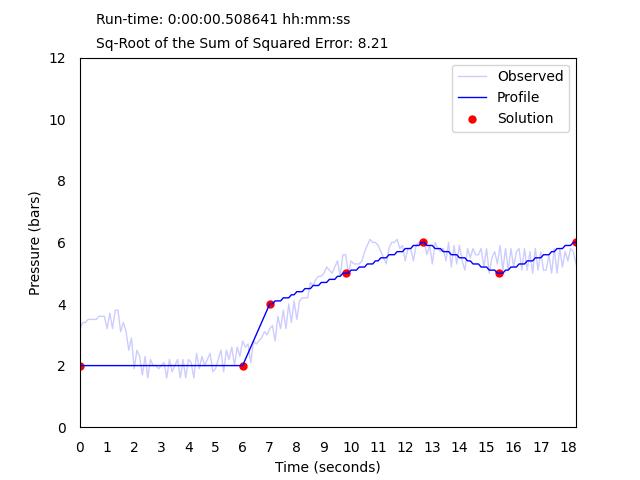 Run-time: 0:00:00.508641 hh:mm:ss
Sq-Root of the Sum of Squared Error: 8.21
Observed
Profile
Solution
12
10
8
6
4
2
0
Pressure (bars)
0 1 2 3 4 5 6 7 8 9 10 11 12 13 14 15 16 17 18
Time (seconds)